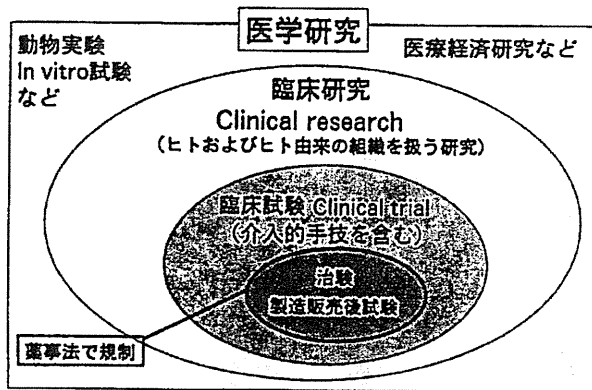 医学研究
動物実験
In vitro試験
など
医療経済研究など
臨床研究
Clinical research
(ヒトおよびヒト由来の組織を扱う研究)
臨床試験 Clinical trial
(介入的手技を含む)
治験
製造販売後試験
薬事法で規制